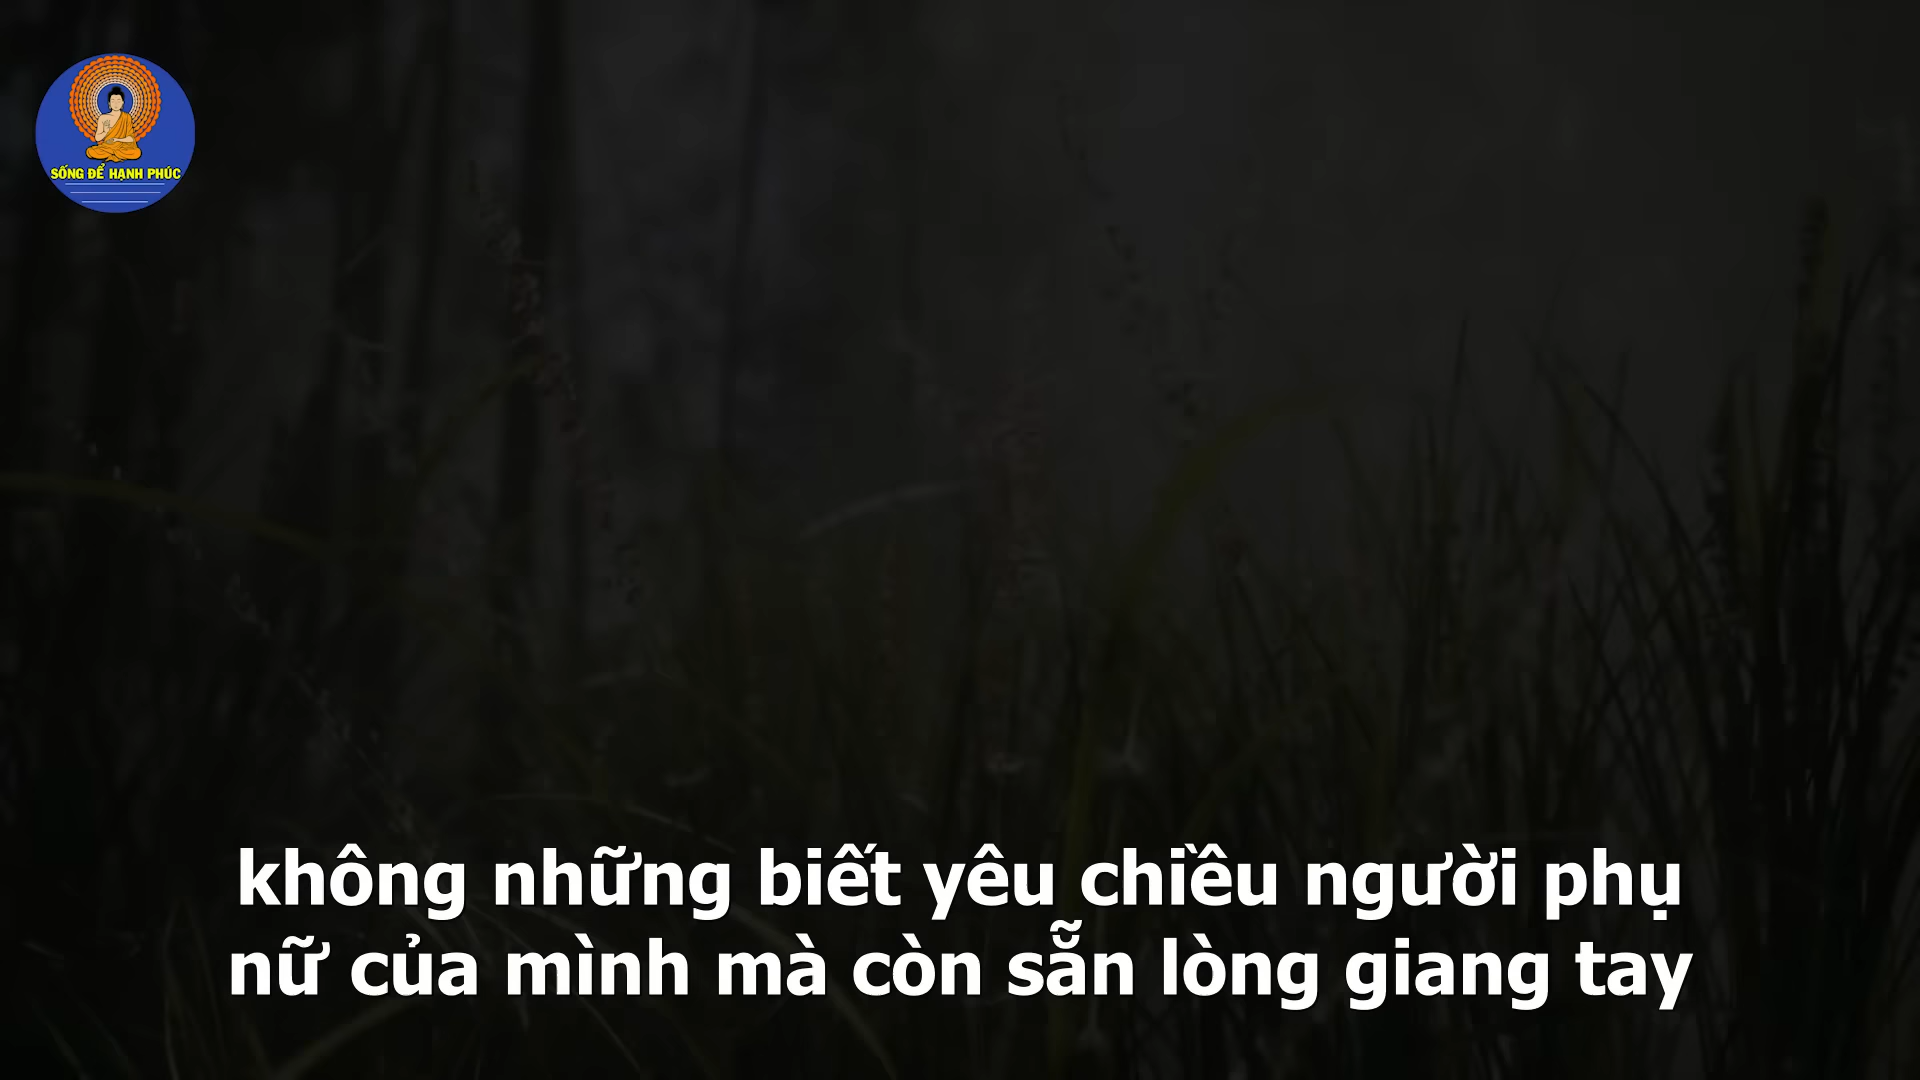 SỐNG ĐỂ HẠNH PHÚC
không những biết yêu chiều người phụ
nữ của mình mà còn sẵn lòng giang tay